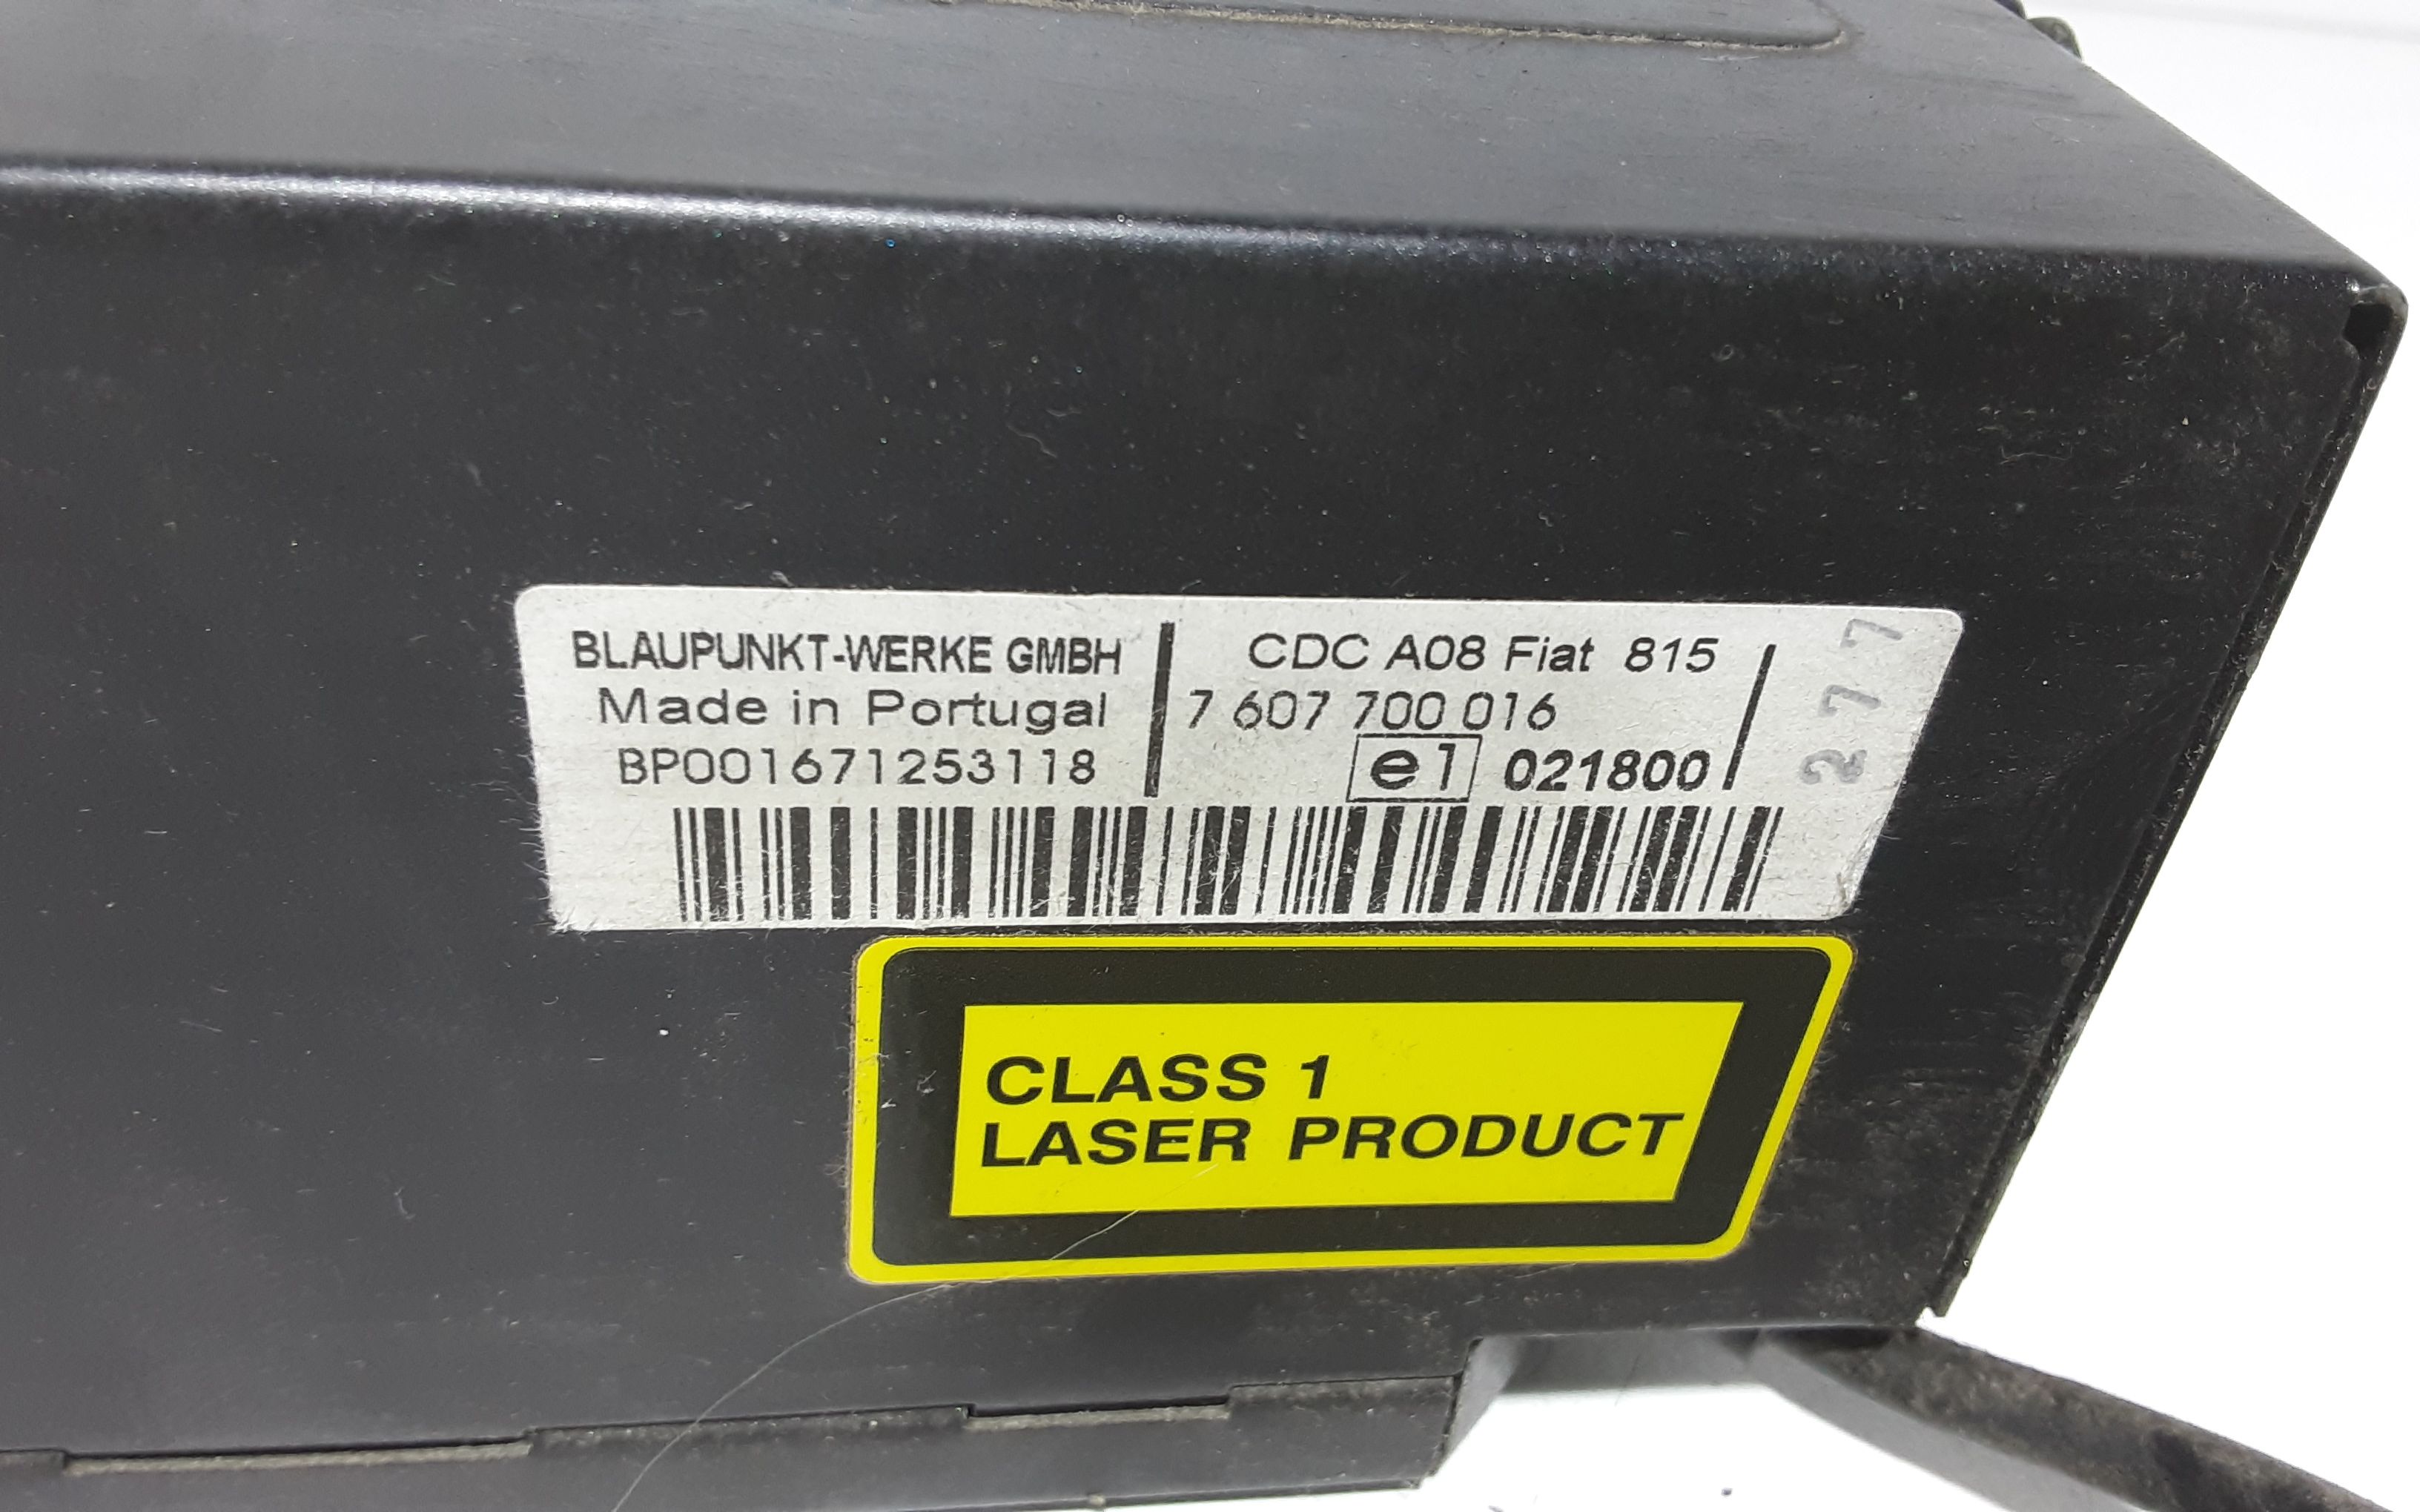 BLAUPUNKT-WERKE GMBH
Made in Portugal
BP001671253118
CDC A08 Fiat 815
7 607 700 016
e1 021800
277
CLASS 1
LASER PRODUCT